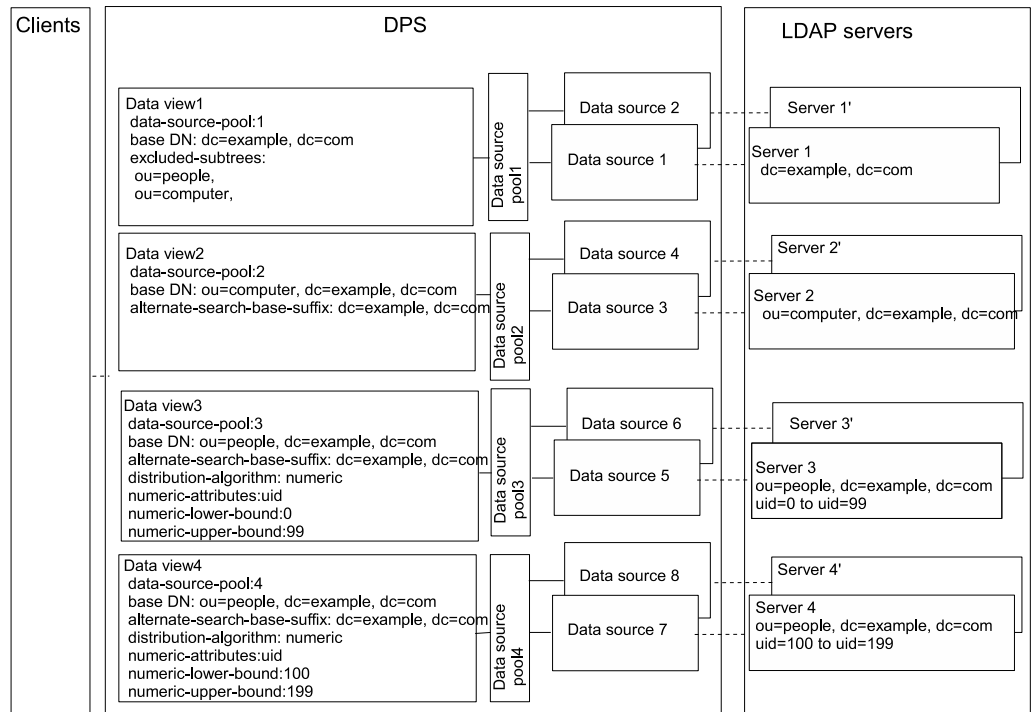 Clients
DPS
LDAP servers
Data view1
data-source-pool:1
base DN: dc=example, dc=com
excluded-subtrees:
ou=people,
ou=computer,
Data source
pool1
Data source 2
Data source 1
Server 1'
Server 1
dc=example, dc=com
Data view2
data-source-pool:2
base DN: ou=computer, dc=example, dc=com
alternate-search-base-suffix: dc=example, dc=com
Data source
pool2
Data source 4
Data source 3
Server 2'
Server 2
ou=computer, dc=example, dc=com
Data view3
data-source-pool:3
base DN: ou=people, dc=example, dc=com
alternate-search-base-suffix: dc=example, dc=com
distribution-algorithm: numeric
numeric-attributes:uid
numeric-lower-bound:0
numeric-upper-bound:99
Data source
pool3
Data source 6
Data source 5
Server 3'
Server 3
ou=people, dc=example, dc=com
uid=0 to uid=99
Data view4
data-source-pool:4
base DN: ou=people, dc=example, dc=com
alternate-search-base-suffix: dc=example, dc=com
distribution-algorithm: numeric
numeric-attributes:uid
numeric-lower-bound:100
numeric-upper-bound:199
Data source
pool4
Data source 8
Data source 7
Server 4'
Server 4
ou=people, dc=example, dc=com
uid=100 to uid=199